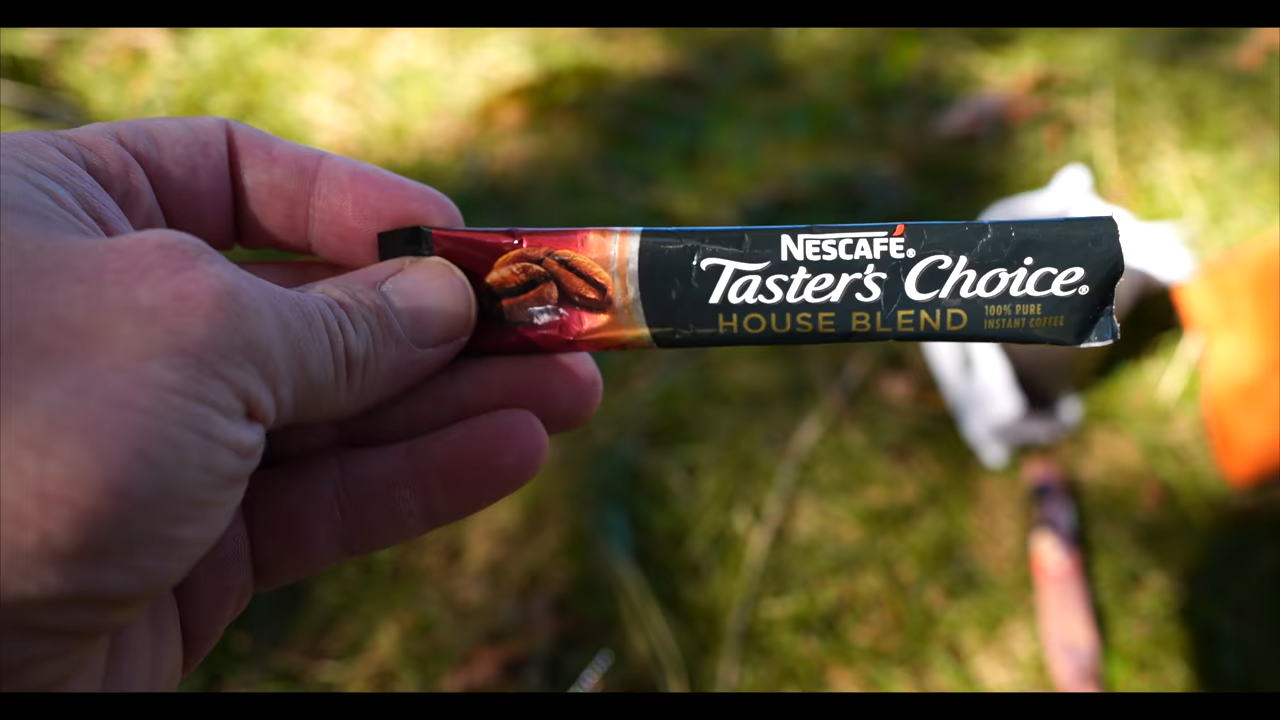 NESCAFÉ®
Taster's Choice®
HOUSE BLEND
100% PURE
INSTANT COFFEE